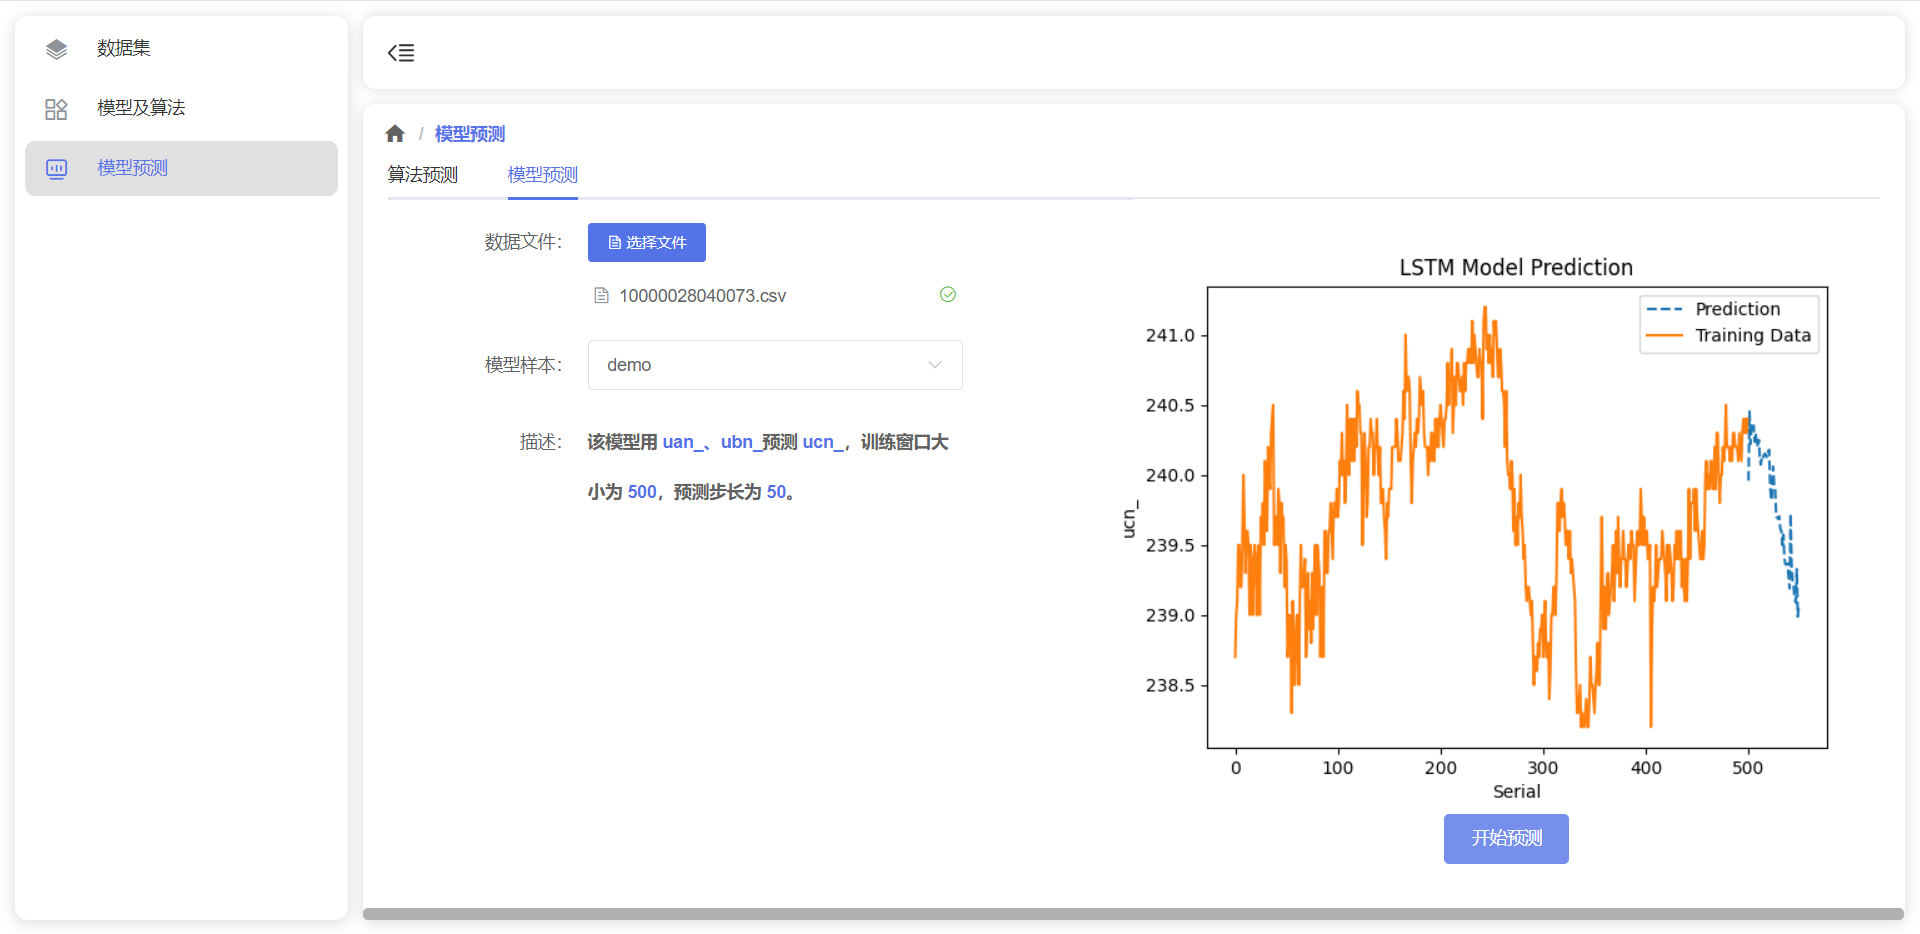 数据集
模型及算法
模型预测
/ 模型预测
算法预测 模型预测
数据文件：
选择文件
10000028040073.csv
模型样本：
demo
描述：
该模型用 uan_、ubn_预测 ucn_，训练窗口大
小为 500，预测步长为 50。
LSTM Model Prediction
Prediction
Training Data
241.0
240.5
240.0
239.5
239.0
238.5
ucn_
0 100 200 300 400 500
Serial
开始预测